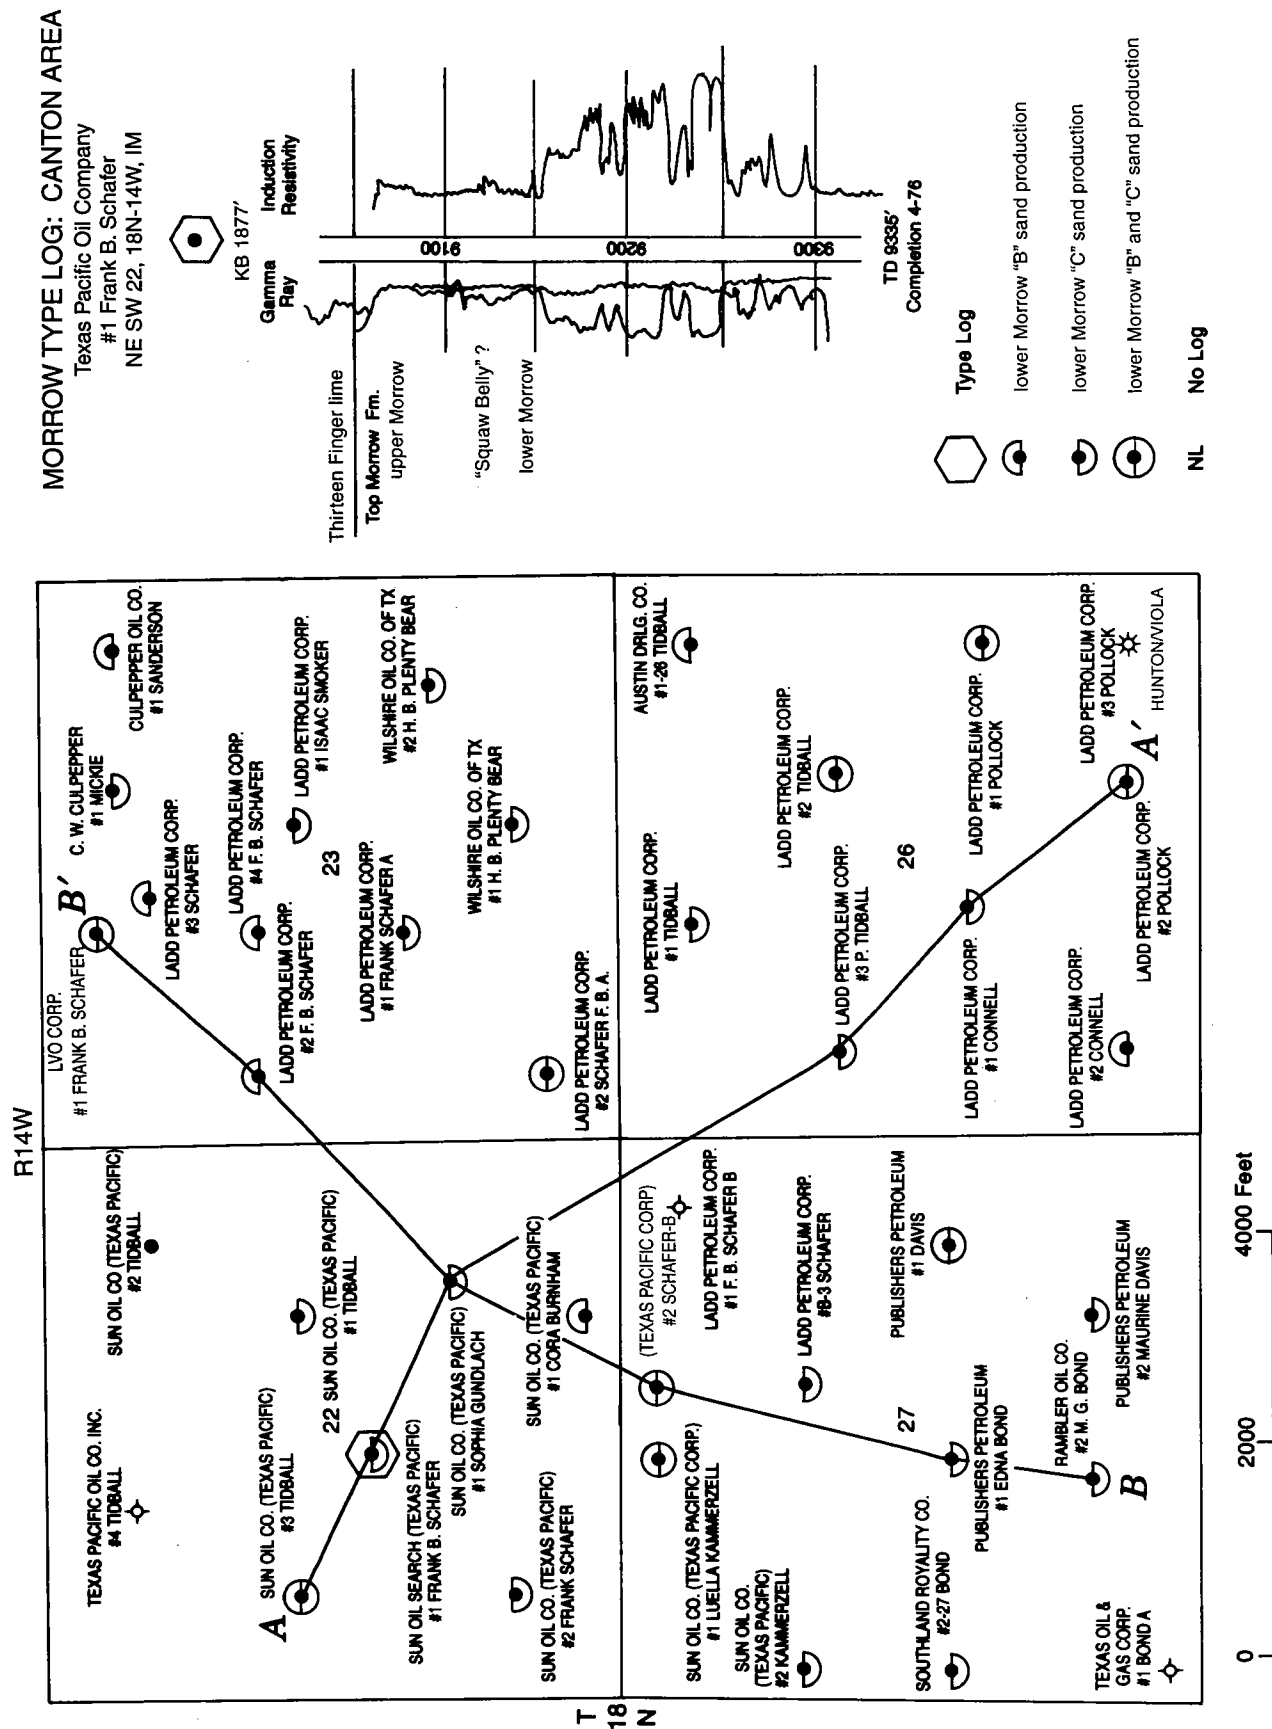 MORROW TYPE LOG: CANTON AREA
Texas Pacific Oil Company
#1 Frank B. Schafer
NE SW 22, 18N-14W, IM
KB 1877'
Gamma
Ray
Induction
Resistivity
Thirteen Finger lime
Top Morrow Fm.
upper Morrow
"Squaw Belly" ?
lower Morrow
9100
9200
9300
TD 9335'
Completion 4-76
Type Log
lower Morrow "B" sand production
lower Morrow "C" sand production
lower Morrow "B" and "C" sand production
NL No Log
R14W
T
18
N
TEXAS PACIFIC OIL CO. INC.
#4 TIDBALL
SUN OIL CO (TEXAS PACIFIC)
#2 TIDBALL
A
SUN OIL CO. (TEXAS PACIFIC)
#3 TIDBALL
22
SUN OIL CO. (TEXAS PACIFIC)
#1 TIDBALL
SUN OIL SEARCH (TEXAS PACIFIC)
#1 FRANK B. SCHAFER
SUN OIL CO. (TEXAS PACIFIC)
#1 SOPHIA GUNDLACH
SUN OIL CO. (TEXAS PACIFIC)
#2 FRANK SCHAFER
SUN OIL CO. (TEXAS PACIFIC)
#1 CORA BURNHAM
LVO CORP.
#1 FRANK B. SCHAFER
B'
C. W. CULPEPPER
#1 MICKIE
CULPEPPER OIL CO.
#1 SANDERSON
LADD PETROLEUM CORP.
#3 SCHAFER
LADD PETROLEUM CORP.
#4 F. B. SCHAFER
LADD PETROLEUM CORP.
#2 F. B. SCHAFER
LADD PETROLEUM CORP.
#1 ISAAC SMOKER
23
LADD PETROLEUM CORP.
#1 FRANK SCHAFER A
WILSHIRE OIL CO. OF TX
#2 H. B. PLENTY BEAR
WILSHIRE OIL CO. OF TX
#1 H. B. PLENTY BEAR
LADD PETROLEUM CORP.
#2 SCHAFER F. B. A.
(TEXAS PACIFIC CORP)
#2 SCHAFER-B
SUN OIL CO. (TEXAS PACIFIC CORP.)
#1 LUELLA KAMMERZELL
LADD PETROLEUM CORP.
#1 F. B. SCHAFER B
SUN OIL CO.
(TEXAS PACIFIC)
#2 KAMMERZELL
LADD PETROLEUM CORP.
#B-3 SCHAFER
27
PUBLISHERS PETROLEUM
#1 DAVIS
SOUTHLAND ROYALITY CO.
#2-27 BOND
PUBLISHERS PETROLEUM
#1 EDNA BOND
RAMBLER OIL CO.
#2 M. G. BOND
B
PUBLISHERS PETROLEUM
#2 MAURINE DAVIS
TEXAS OIL &
GAS CORP.
#1 BOND A
AUSTIN DRLG. CO.
#1-26 TIDBALL
LADD PETROLEUM CORP.
#1 TIDBALL
LADD PETROLEUM CORP.
#2 TIDBALL
LADD PETROLEUM CORP.
#3 P. TIDBALL
26
LADD PETROLEUM CORP.
#1 CONNELL
LADD PETROLEUM CORP.
#1 POLLOCK
LADD PETROLEUM CORP.
#2 CONNELL
LADD PETROLEUM CORP.
#2 POLLOCK
A'
LADD PETROLEUM CORP.
#3 POLLOCK
HUNTON/VIOLA
0 2000 4000 Feet